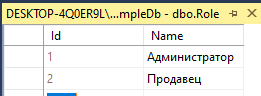 DESKTOP-4Q0ER9L\...mpleDb - dbo.Role
Id Name
1 Администратор
2 Продавец